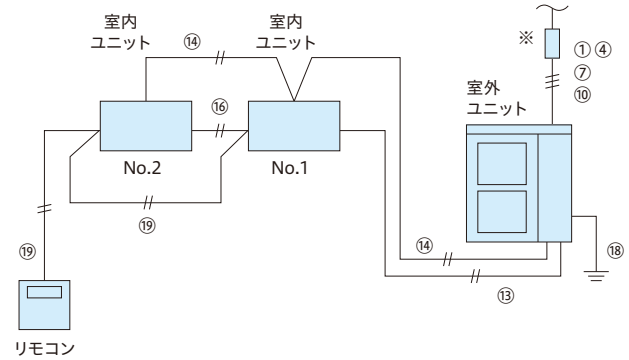 室内
ユニット
⑭
室内
ユニット
※
① ④
⑦
⑩
室外
ユニット
⑯
No.2
No.1
⑲
⑲
⑭
⑬
⑱
リモコン